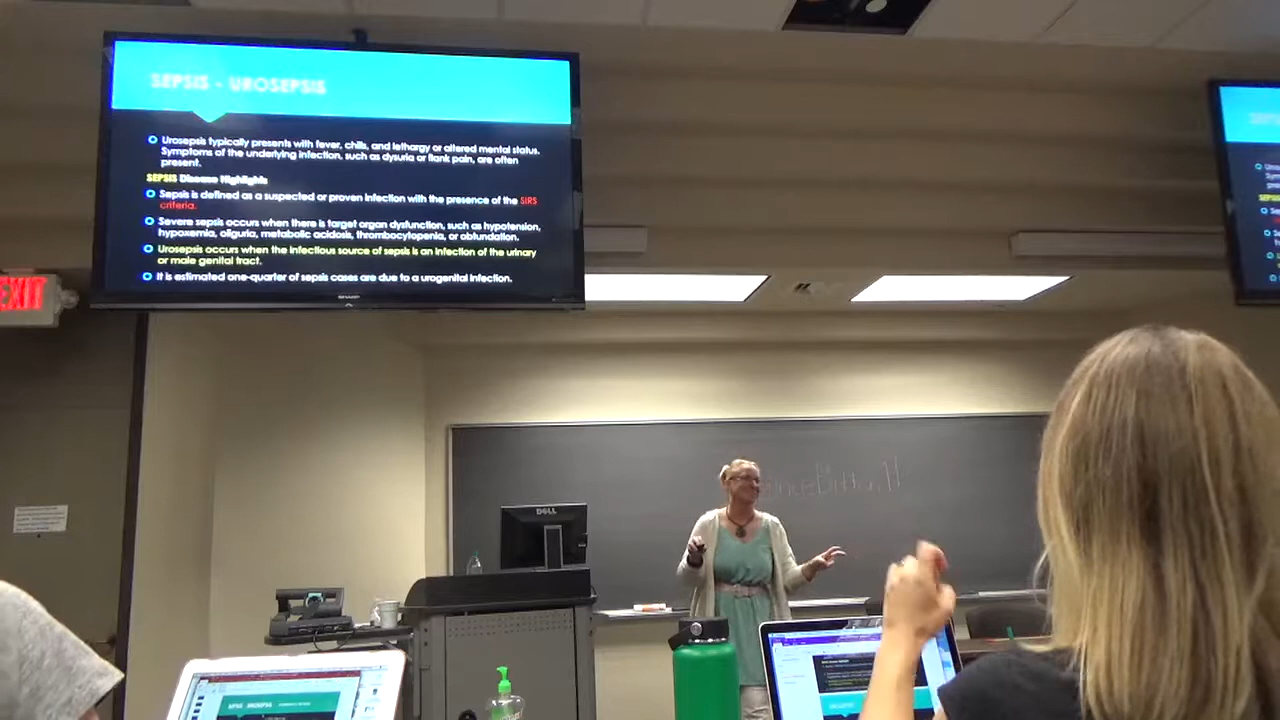 SEPSIS - UROSEPSIS
Urosepsis typically presents with fever, chills, and lethargy or altered mental status.
Symptoms of the underlying infection, such as dysuria or flank pain, are often
present.
SEPSIS Disease Highlights
Sepsis is defined as a suspected or proven infection with the presence of the SIRS
criteria.
Severe sepsis occurs when there is target organ dysfunction, such as hypotension,
hypoxemia, oliguria, metabolic acidosis, thrombocytopenia, or obtundation.
Urosepsis occurs when the infectious source of sepsis is an infection of the urinary
or male genital tract.
It is estimated one-quarter of sepsis cases are due to a urogenital infection.
SHARP
EXIT
DELL